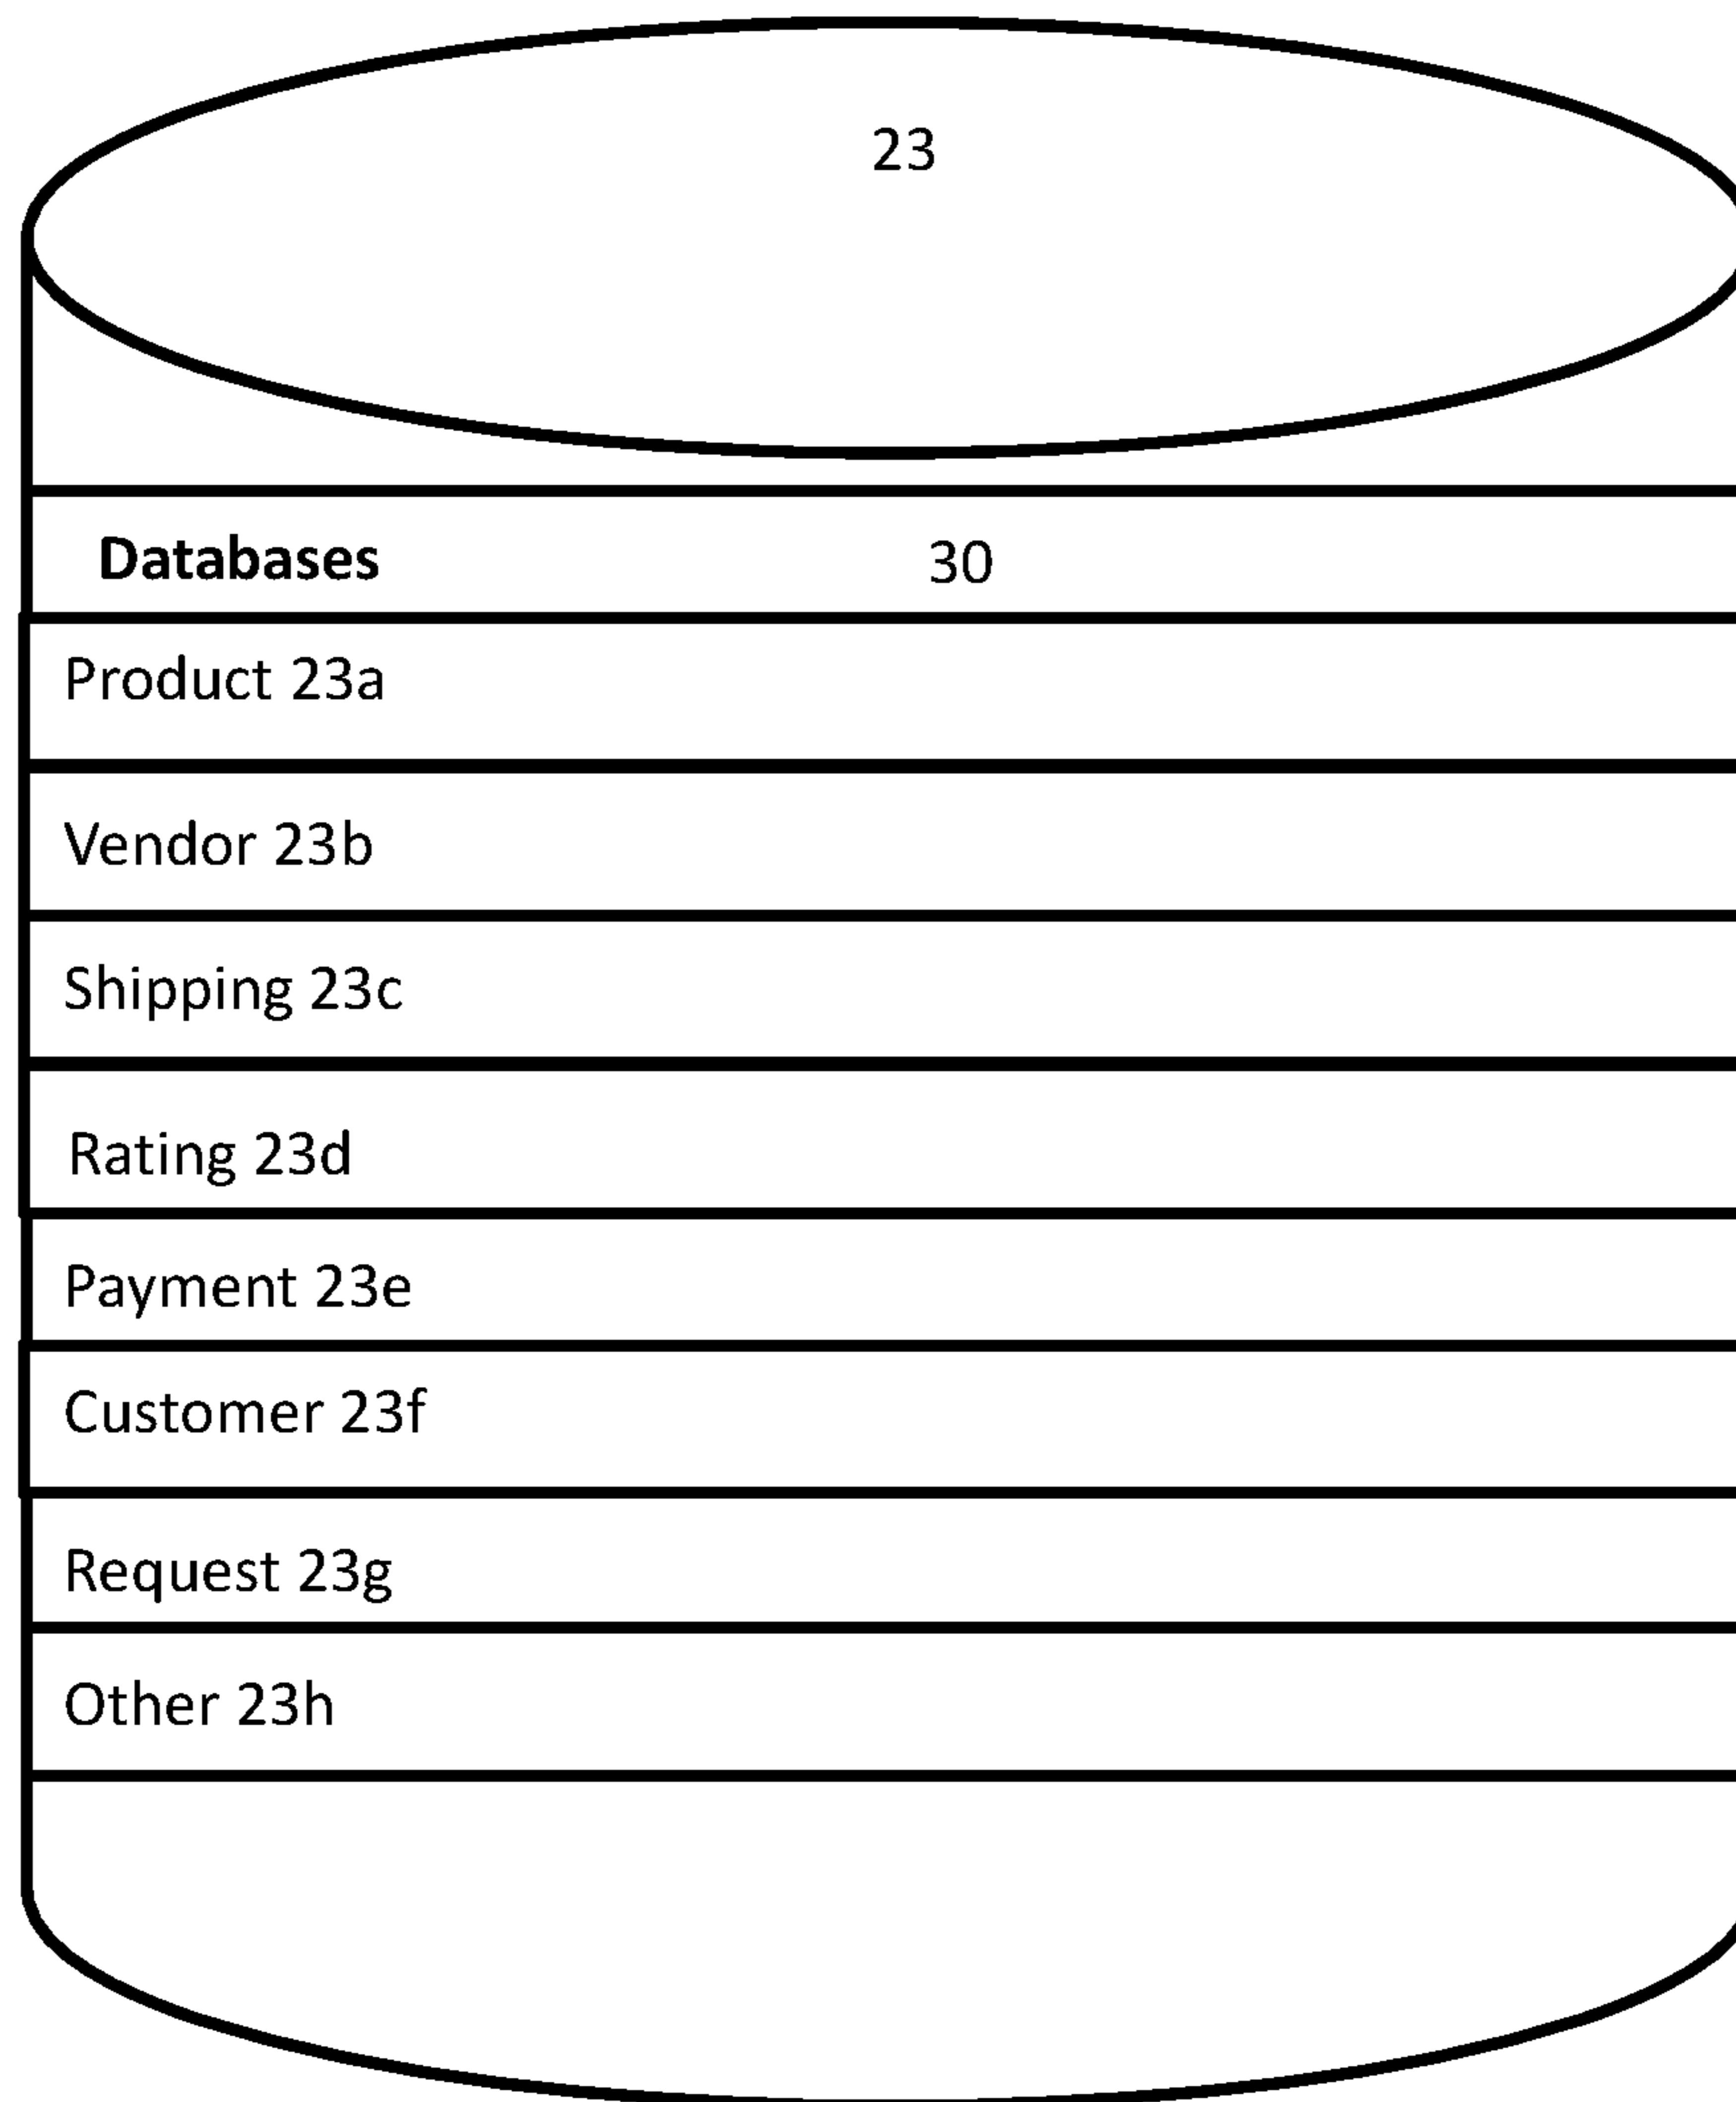 23
Databases 30
Product 23a
Vendor 23b
Shipping 23c
Rating 23d
Payment 23e
Customer 23f
Request 23g
Other 23h